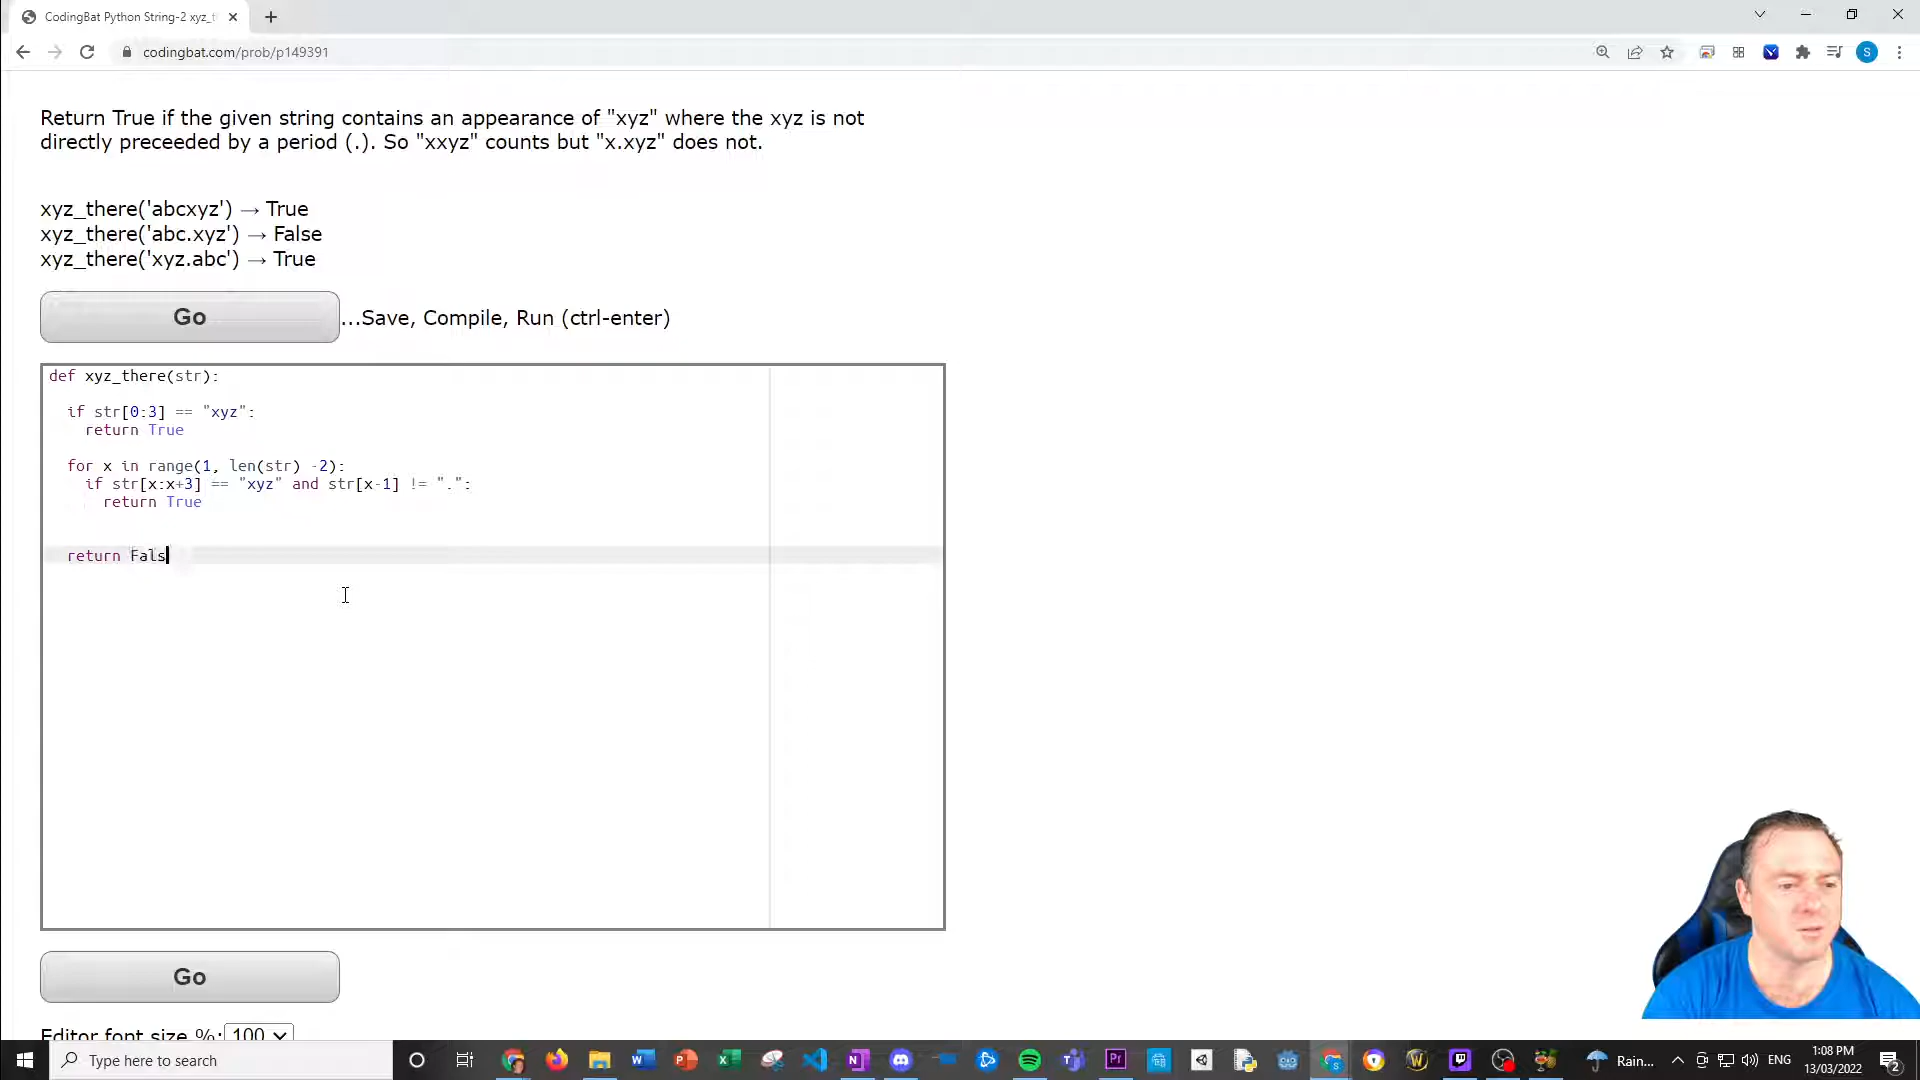 CodingBat Python String-2 xyz_t
codingbat.com/prob/p149391
S
Return True if the given string contains an appearance of "xyz" where the xyz is not
directly preceeded by a period (.). So "xxyz" counts but "x.xyz" does not.
xyz_there('abcxyz') → True
xyz_there('abc.xyz') → False
xyz_there('xyz.abc') → True
Go ...Save, Compile, Run (ctrl-enter)
def xyz_there(str):
if str[0:3] == "xyz":
return True
for x in range(1, len(str) -2):
if str[x:x+3] == "xyz" and str[x-1] != ".":
return True
return Fals
Go
Editor font size %: 100
Type here to search
Rain...
ENG
1:08 PM
13/03/2022
2